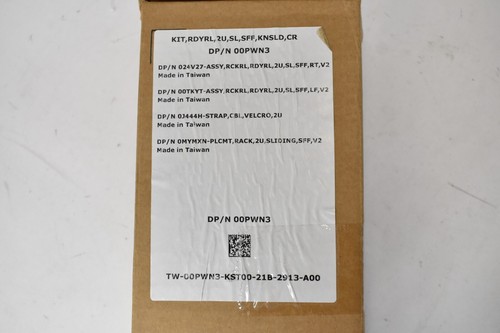 KIT,RDYRL,2U,SL,SFF,KNSLD,CR
DP/N 00PWN3
DP/N 024V27-ASSY,RCKRL,RDYRL,2U,SL,SFF,RT,V2
Made in Taiwan
DP/N 00TKYT-ASSY,RCKRL,RDYRL,2U,SL,SFF,LF,V2
Made in Taiwan
DP/N 0J444H-STRAP,CBL,VELCRO,2U
Made in Taiwan
DP/N 0MYMXN-PLCMT,RACK,2U,SLIDING,SFF,V2
Made in Taiwan
DP/N 00PWN3
TW-00PWN3-KST00-21B-2913-A00